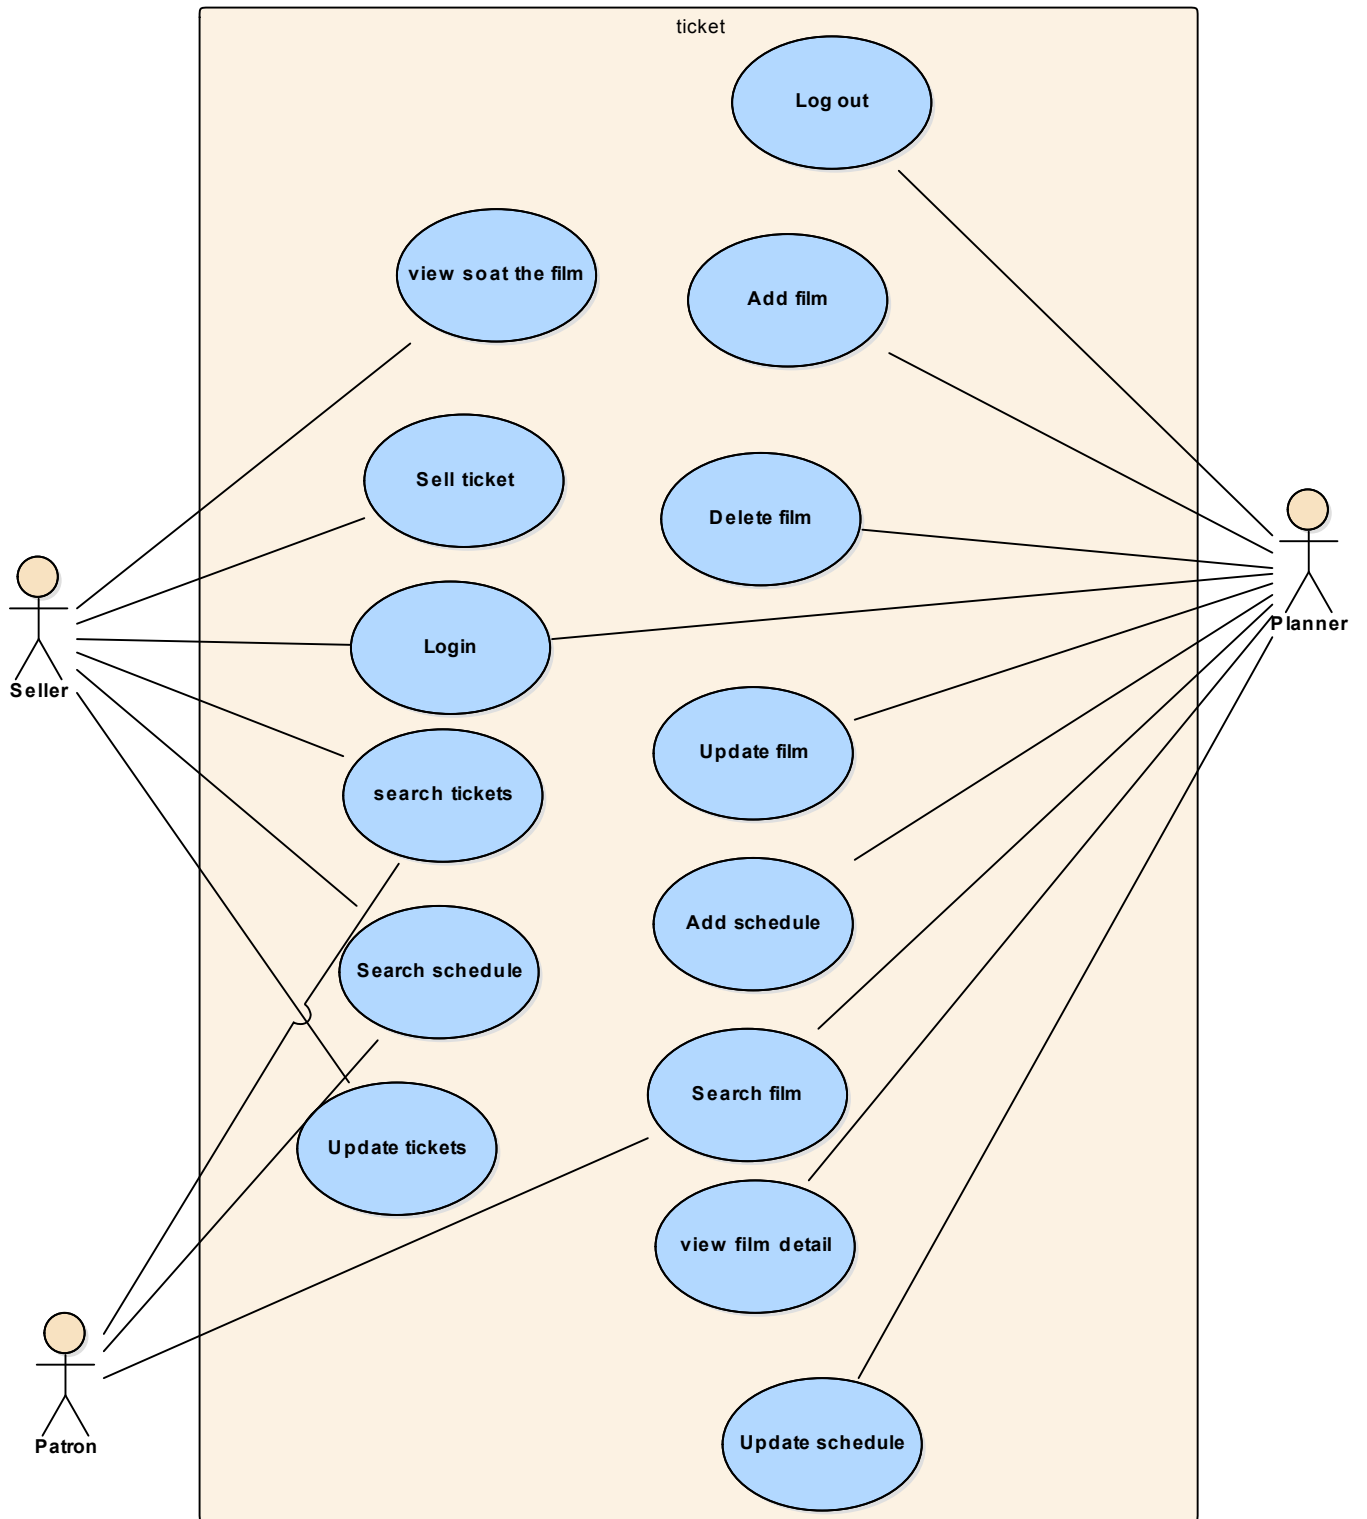 ticket
Log out
view soat the film
Add film
Sell ticket
Delete film
Login
Planner
Seller
Update film
search tickets
Add schedule
Search schedule
Search film
Update tickets
view film detail
Patron
Update schedule